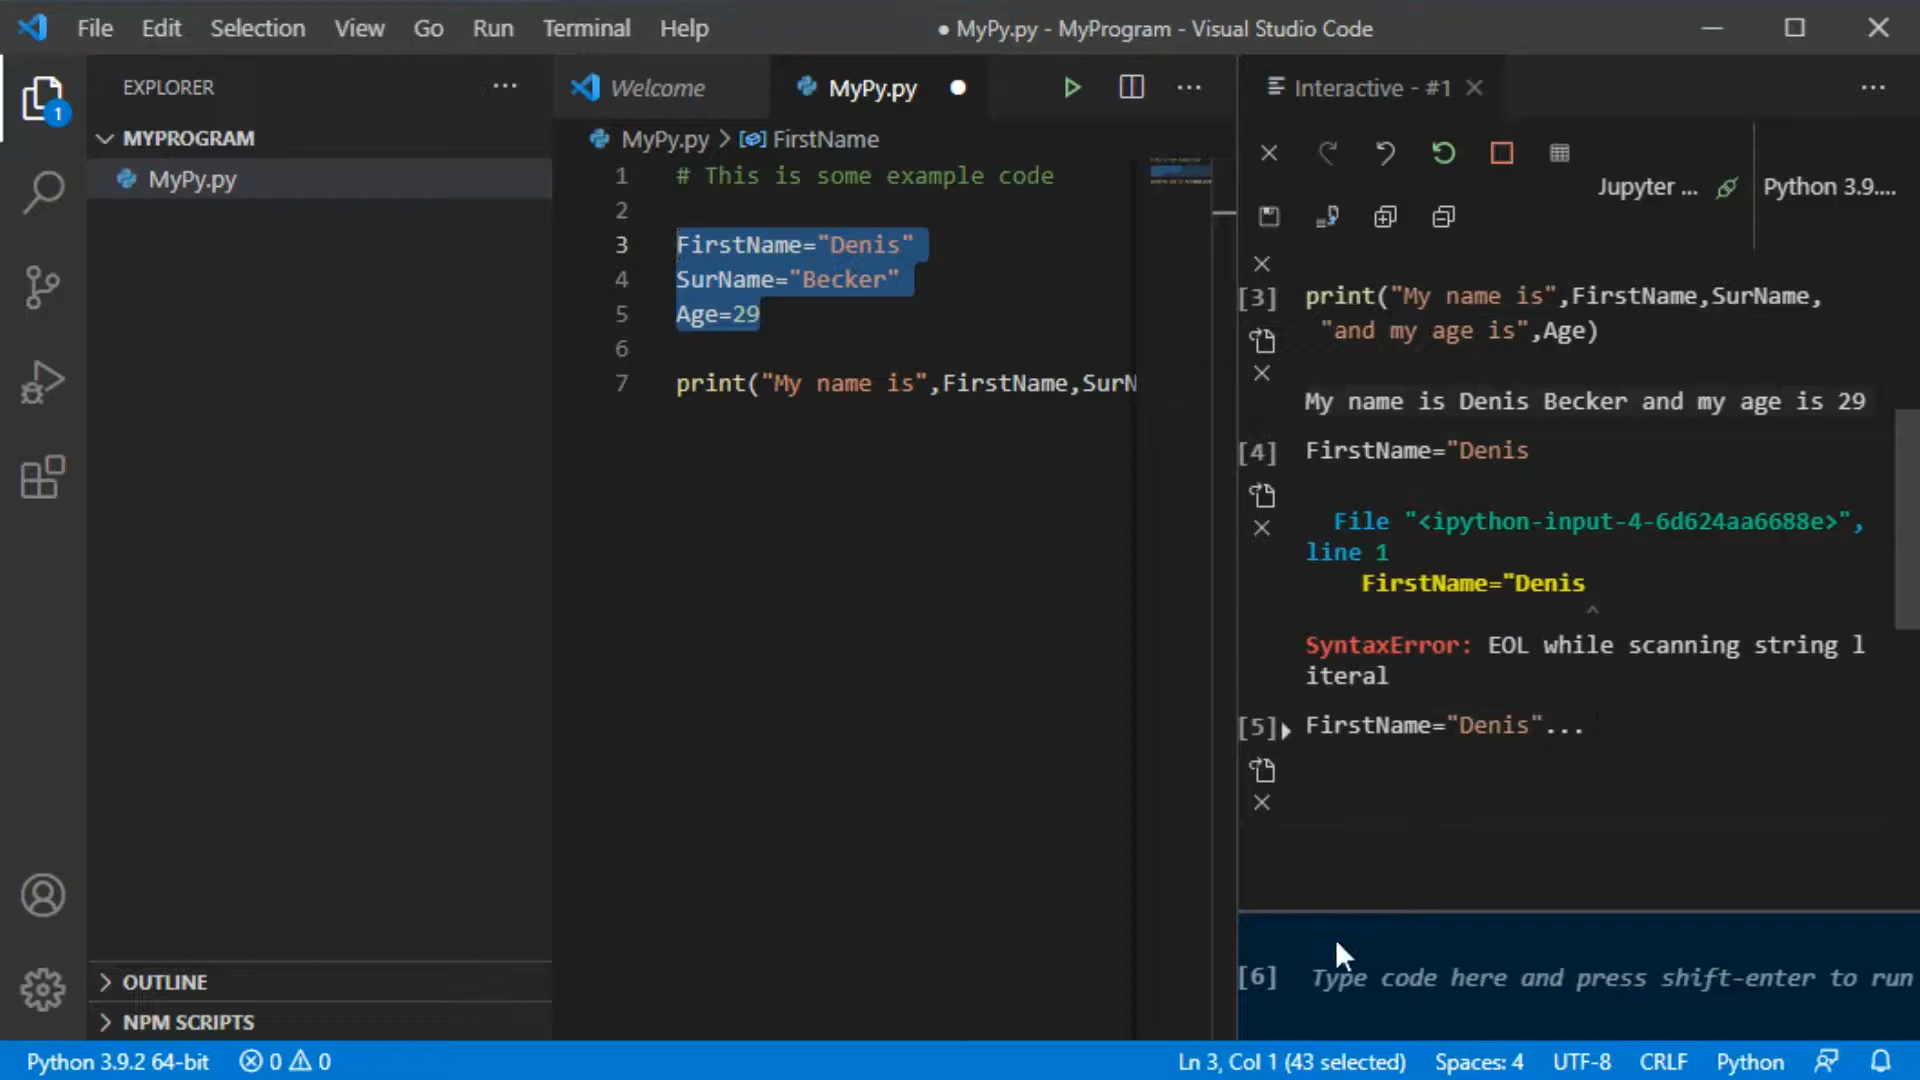 File Edit Selection View Go Run Terminal Help
● MyPy.py - MyProgram - Visual Studio Code
EXPLORER
1
MYPROGRAM
MyPy.py
OUTLINE
NPM SCRIPTS
Welcome
MyPy.py
MyPy.py > FirstName
1 # This is some example code
2
3 FirstName="Denis"
4 SurName="Becker"
5 Age=29
6
7 print("My name is",FirstName,SurN
Interactive - #1
Jupyter ...
Python 3.9....
[3] print("My name is",FirstName,SurName,
"and my age is",Age)
My name is Denis Becker and my age is 29
[4] FirstName="Denis
File "<ipython-input-4-6d624aa6688e>",
line 1
FirstName="Denis
^
SyntaxError: EOL while scanning string l
iteral
[5] FirstName="Denis"...
[6] Type code here and press shift-enter to run
Python 3.9.2 64-bit 0 0
Ln 3, Col 1 (43 selected) Spaces: 4 UTF-8 CRLF Python